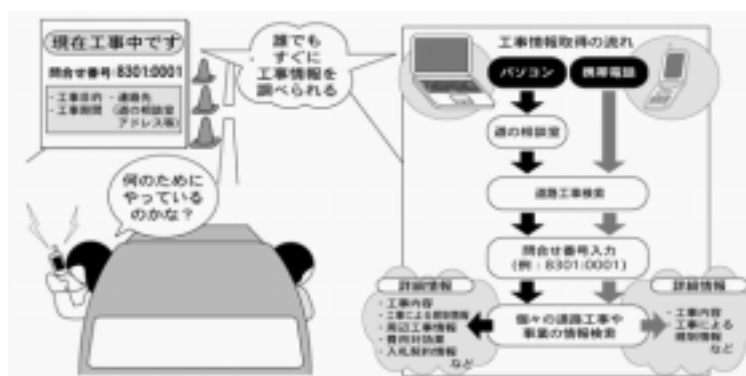 現在工事中です
問合せ番号:8301:0001
・工事目的 ・連絡先
・工事期間 (道の相談室
アドレス等)
誰でも
すぐに
工事情報を
調べられる
何のために
やっている
のかな?
工事情報取得の流れ
パソコン
携帯電話
道の相談室
道路工事検索
問合せ番号入力
(例:8301:0001)
個々の道路工事や
事業の情報検索
詳細情報
・工事内容
・工事による規制情報
・周辺工事情報
・費用対効果
・入札契約情報
など
詳細情報
・工事内容
・工事による
規制情報
など